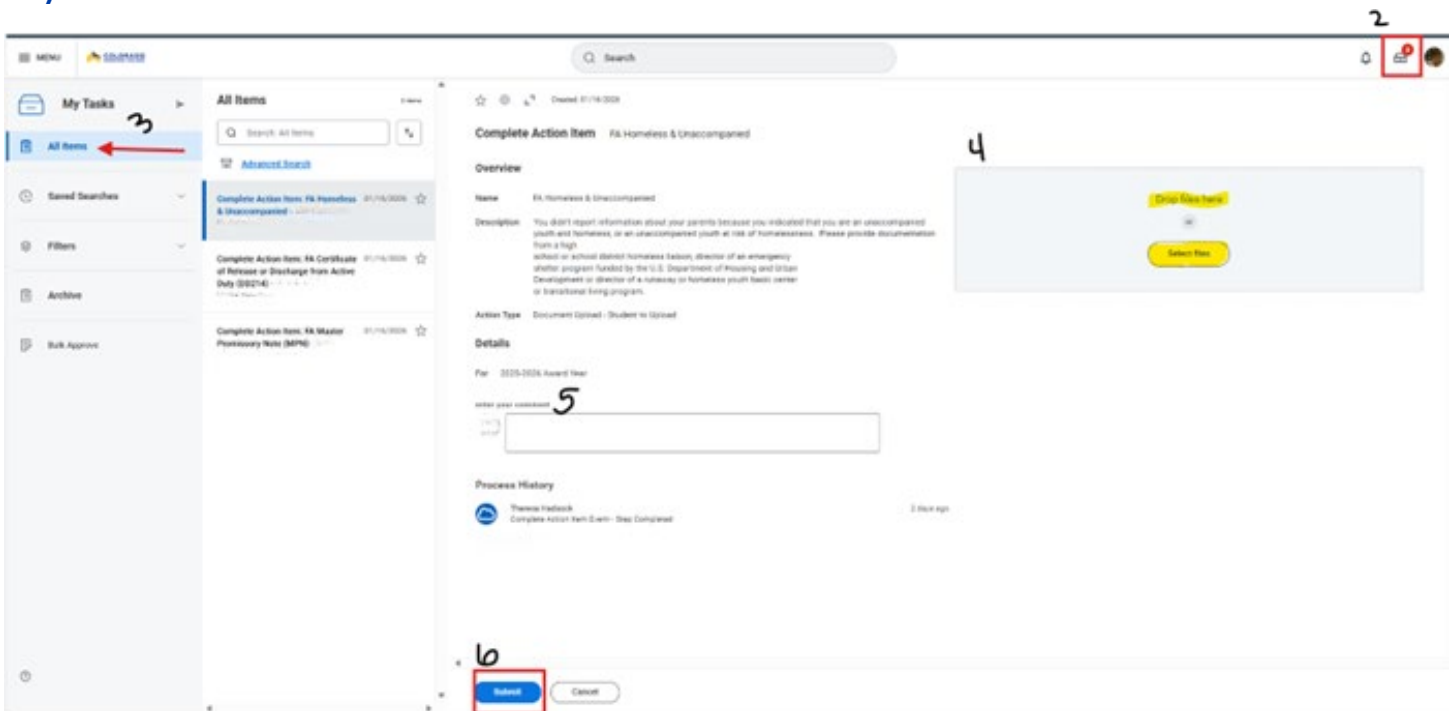 2
MENU
Search
My Tasks
3
All Items
Saved Searches
Filters
Archive
Bulk Approve
All Items
Search: All Items
Advanced Search
Complete Action Item: FA Homeless & Unaccompanied
01/16/2026
Complete Action Item: FA Certificate of Release or Discharge from Active Duty (DD214)
01/16/2026
Complete Action Item: FA Master Promissory Note (MPN)
01/16/2026
Created: 01/16/2026
Complete Action Item FA Homeless & Unaccompanied
4
Overview
Drop files here
or
Select files
Name FA Homeless & Unaccompanied
Description You didn't report information about your parents because you indicated that you are an unaccompanied
youth and homeless, or an unaccompanied youth at risk of homelessness. Please provide documentation
from a high
school or school district homeless liaison, director of an emergency
shelter program funded by the U.S. Department of Housing and Urban
Development or director of a runaway or homeless youth basic center
or transitional living program.
Action Type Document Upload - Student to Upload
Details
For 2025-2026 Award Year
enter your comment
5
Process History
Theresa
Complete Action Item Event - Step Completed
2 days ago
6
Submit
Cancel